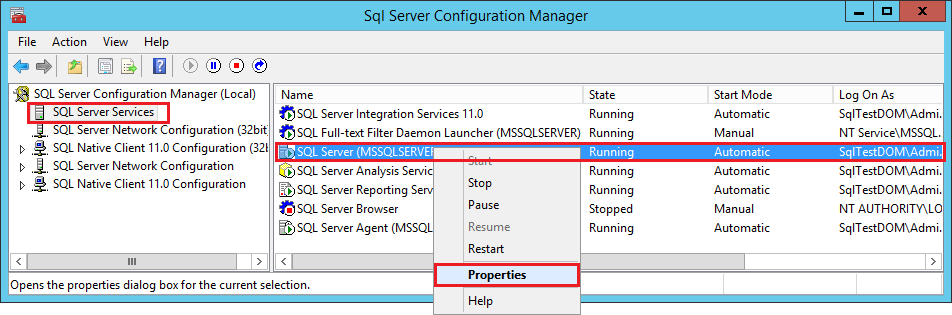 Sql Server Configuration Manager
File Action View Help
SQL Server Configuration Manager (Local)
SQL Server Services
SQL Server Network Configuration (32bit)
SQL Native Client 11.0 Configuration (32b
SQL Server Network Configuration
SQL Native Client 11.0 Configuration
Name State Start Mode Log On As
SQL Server Integration Services 11.0 Running Automatic SqlTestDOM\Admi.
SQL Full-text Filter Daemon Launcher (MSSQLSERVER) Running Manual NT Service\MSSQL.
SQL Server (MSSQLSERVER Running Automatic SqlTestDOM\Admi.
SQL Server Analysis Servic Running Automatic SqlTestDOM\Admi.
SQL Server Reporting Serv Running Automatic SqlTestDOM\Admi.
SQL Server Browser Stopped Manual NT AUTHORITY\LO
SQL Server Agent (MSSQL Running Automatic SqlTestDOM\Admi.
Start
Stop
Pause
Resume
Restart
Properties
Help
Opens the properties dialog box for the current selection.